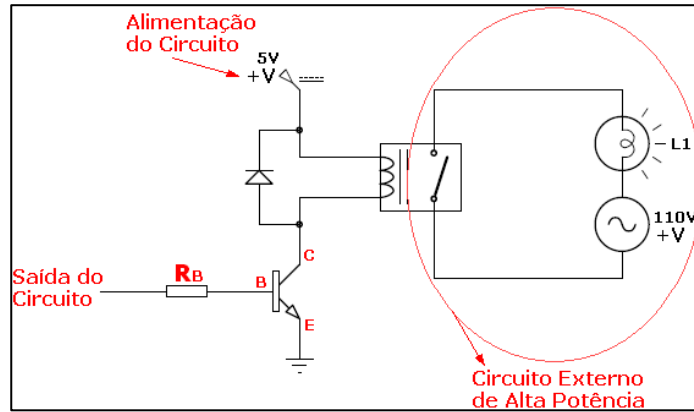 Alimentação
do Circuito
5V
+V
L1
110V
+V
C
Saída do
Circuito
RB
B
E
Circuito Externo
de Alta Potência